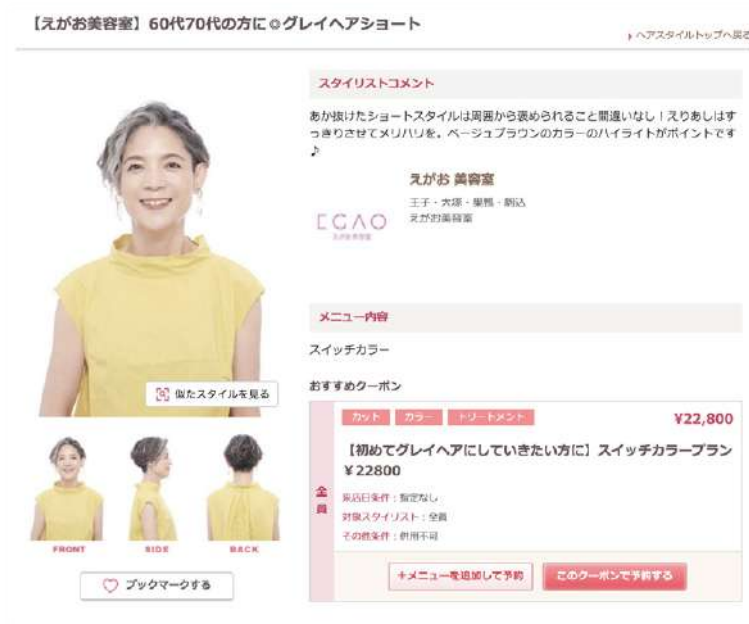 【えがお美容室】60代70代の方に◎グレイヘアショート
ヘアスタイルトップへ戻る
スタイリストコメント
あか抜けたショートスタイルは周囲から褒められること間違いなし！えりあしはす
っきりさせてメリハリを。ベージュブラウンのカラーのハイライトがポイントです
♪
えがお 美容室
王子・大塚・巣鴨・駒込
えがお美容室
EGAO
えがお美容室
メニュー内容
スイッチカラー
おすすめクーポン
カット カラー トリートメント
¥22,800
【初めてグレイヘアにしていきたい方に】スイッチカラープラン
￥22800
全員
来店日条件：指定なし
対象スタイリスト：全員
その他条件：併用不可
+メニューを追加して予約
このクーポンで予約する
似たスタイルを見る
FRONT SIDE BACK
ブックマークする